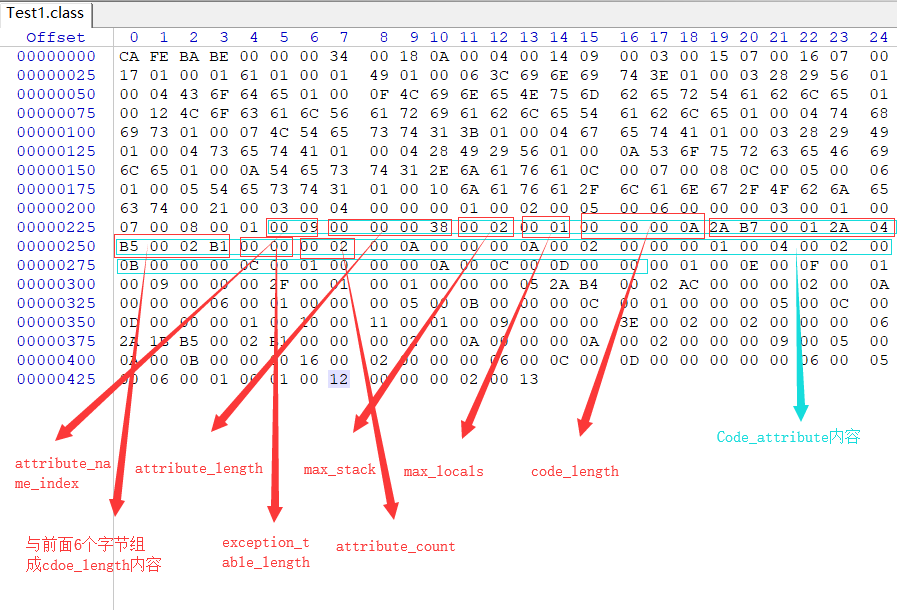 Test1.class
Offset 0 1 2 3 4 5 6 7 8 9 10 11 12 13 14 15 16 17 18 19 20 21 22 23 24
00000000 CA FE BA BE 00 00 00 34 00 18 0A 00 04 00 14 09 00 03 00 15 07 00 16 07 00
00000025 17 01 00 01 61 01 00 01 49 01 00 06 3C 69 6E 69 74 3E 01 00 03 28 29 56 01
00000050 00 04 43 6F 64 65 01 00 0F 4C 69 6E 65 4E 75 6D 62 65 72 54 61 62 6C 65 01
00000075 00 12 4C 6F 63 61 6C 56 61 72 69 61 62 6C 65 54 61 62 6C 65 01 00 04 74 68
00000100 69 73 01 00 07 4C 54 65 73 74 31 3B 01 00 04 67 65 74 41 01 00 03 28 29 49
00000125 01 00 04 73 65 74 41 01 00 04 28 49 29 56 01 00 0A 53 6F 75 72 63 65 46 69
00000150 6C 65 01 00 0A 54 65 73 74 31 2E 6A 61 76 61 0C 00 07 00 08 0C 00 05 00 06
00000175 01 00 05 54 65 73 74 31 01 00 10 6A 61 76 61 2F 6C 61 6E 67 2F 4F 62 6A 65
00000200 63 74 00 21 00 03 00 04 00 00 00 01 00 02 00 05 00 06 00 00 00 03 00 01 00
00000225 07 00 08 00 01 00 09 00 00 00 38 00 02 00 01 00 00 00 0A 2A B7 00 01 2A 04
00000250 B5 00 02 B1 00 00 00 02 00 0A 00 00 00 0A 00 02 00 00 00 01 00 04 00 02 00
00000275 0B 00 00 00 0C 00 01 00 00 00 0A 00 0C 00 0D 00 00 00 01 00 0E 00 0F 00 01
00000300 00 09 00 00 00 2F 00 01 00 01 00 00 00 05 2A B4 00 02 AC 00 00 00 02 00 0A
00000325 00 00 00 06 00 01 00 00 00 05 00 0B 00 00 00 0C 00 01 00 00 00 05 00 0C 00
00000350 0D 00 00 00 01 00 10 00 11 00 01 00 09 00 00 00 3E 00 02 00 02 00 00 00 06
00000375 2A 1B B5 00 02 B1 00 00 00 02 00 0A 00 00 00 0A 00 02 00 00 00 09 00 05 00
00000400 0A 00 0B 00 00 00 16 00 02 00 00 00 06 00 0C 00 0D 00 00 00 00 00 06 00 05
00000425 00 06 00 01 00 01 00 12 00 00 00 02 00 13
Code_attribute内容
attribute_na
me_index
attribute_length
max_stack
max_locals
code_length
与前面6个字节组
成cdoe_length内容
exception_t
able_length
attribute_count